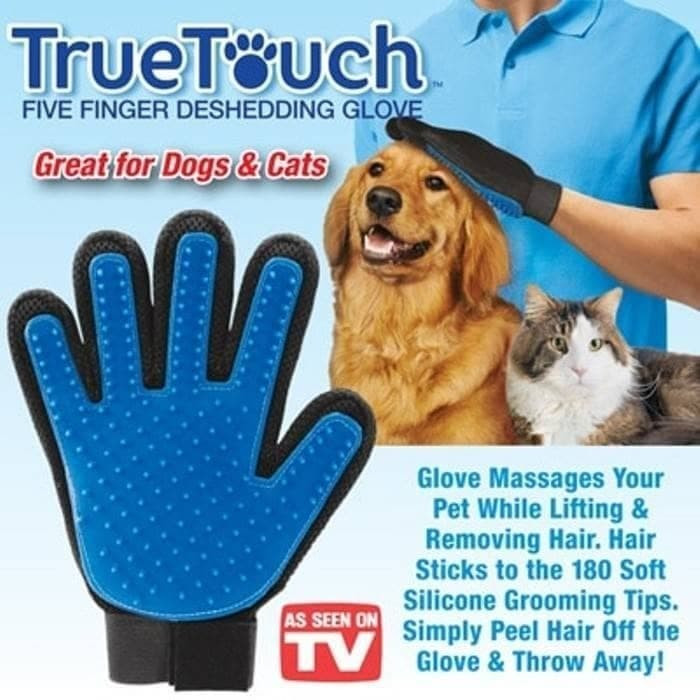 TrueTouch™
FIVE FINGER DESHEDDING GLOVE
Great for Dogs & Cats
Glove Massages Your
Pet While Lifting &
Removing Hair. Hair
Sticks to the 180 Soft
Silicone Grooming Tips.
Simply Peel Hair Off the
Glove & Throw Away!
AS SEEN ON
TV